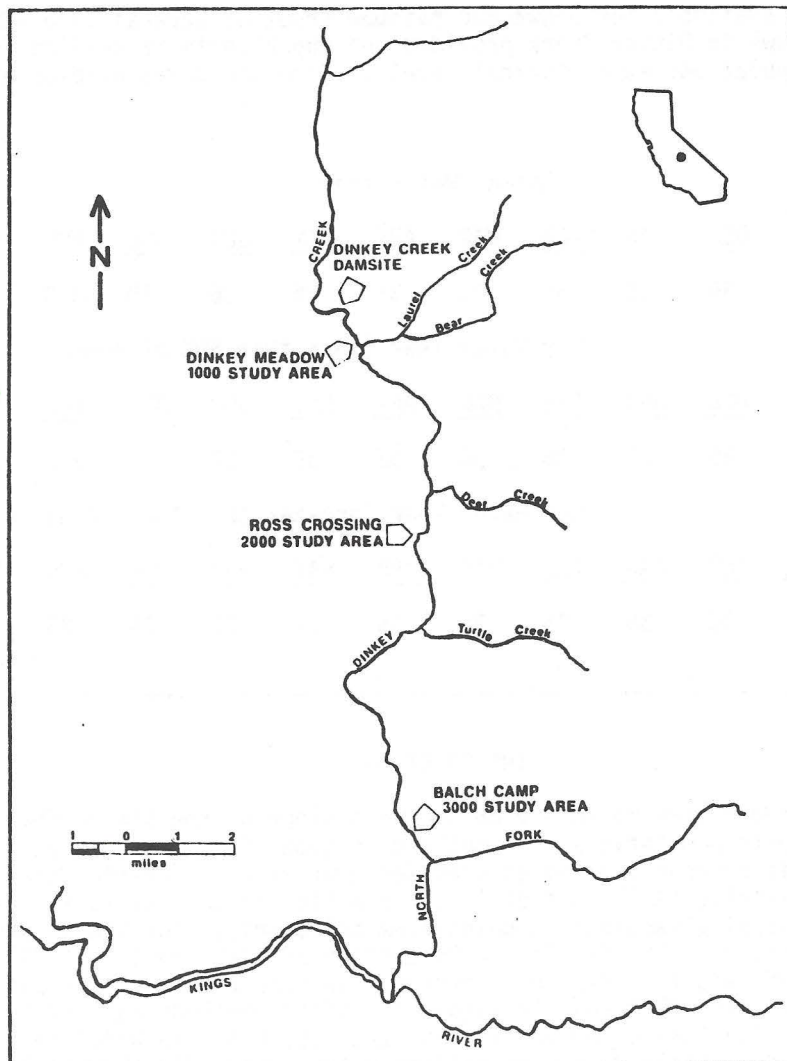 CREEK
DINKEY CREEK
DAMSITE
N
Laurel Creek
Bear Creek
DINKEY MEADOW
1000 STUDY AREA
Deer Creek
ROSS CROSSING
2000 STUDY AREA
DINKEY
Turtle Creek
BALCH CAMP
3000 STUDY AREA
1 0 1 2
miles
FORK
NORTH
KINGS
RIVER